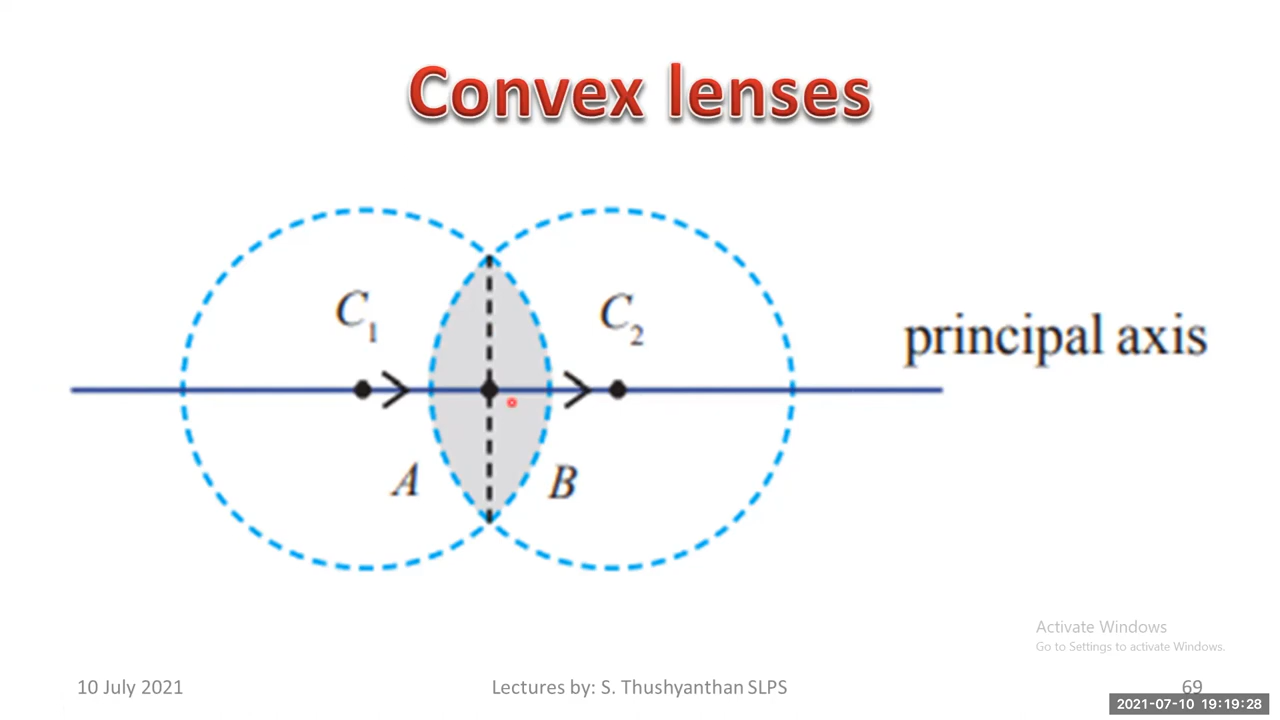 Convex lenses
C1
C2
principal axis
A
B
Activate Windows
Go to Settings to activate Windows.
10 July 2021
Lectures by: S. Thushyanthan SLPS
69
2021-07-10 19:19:28